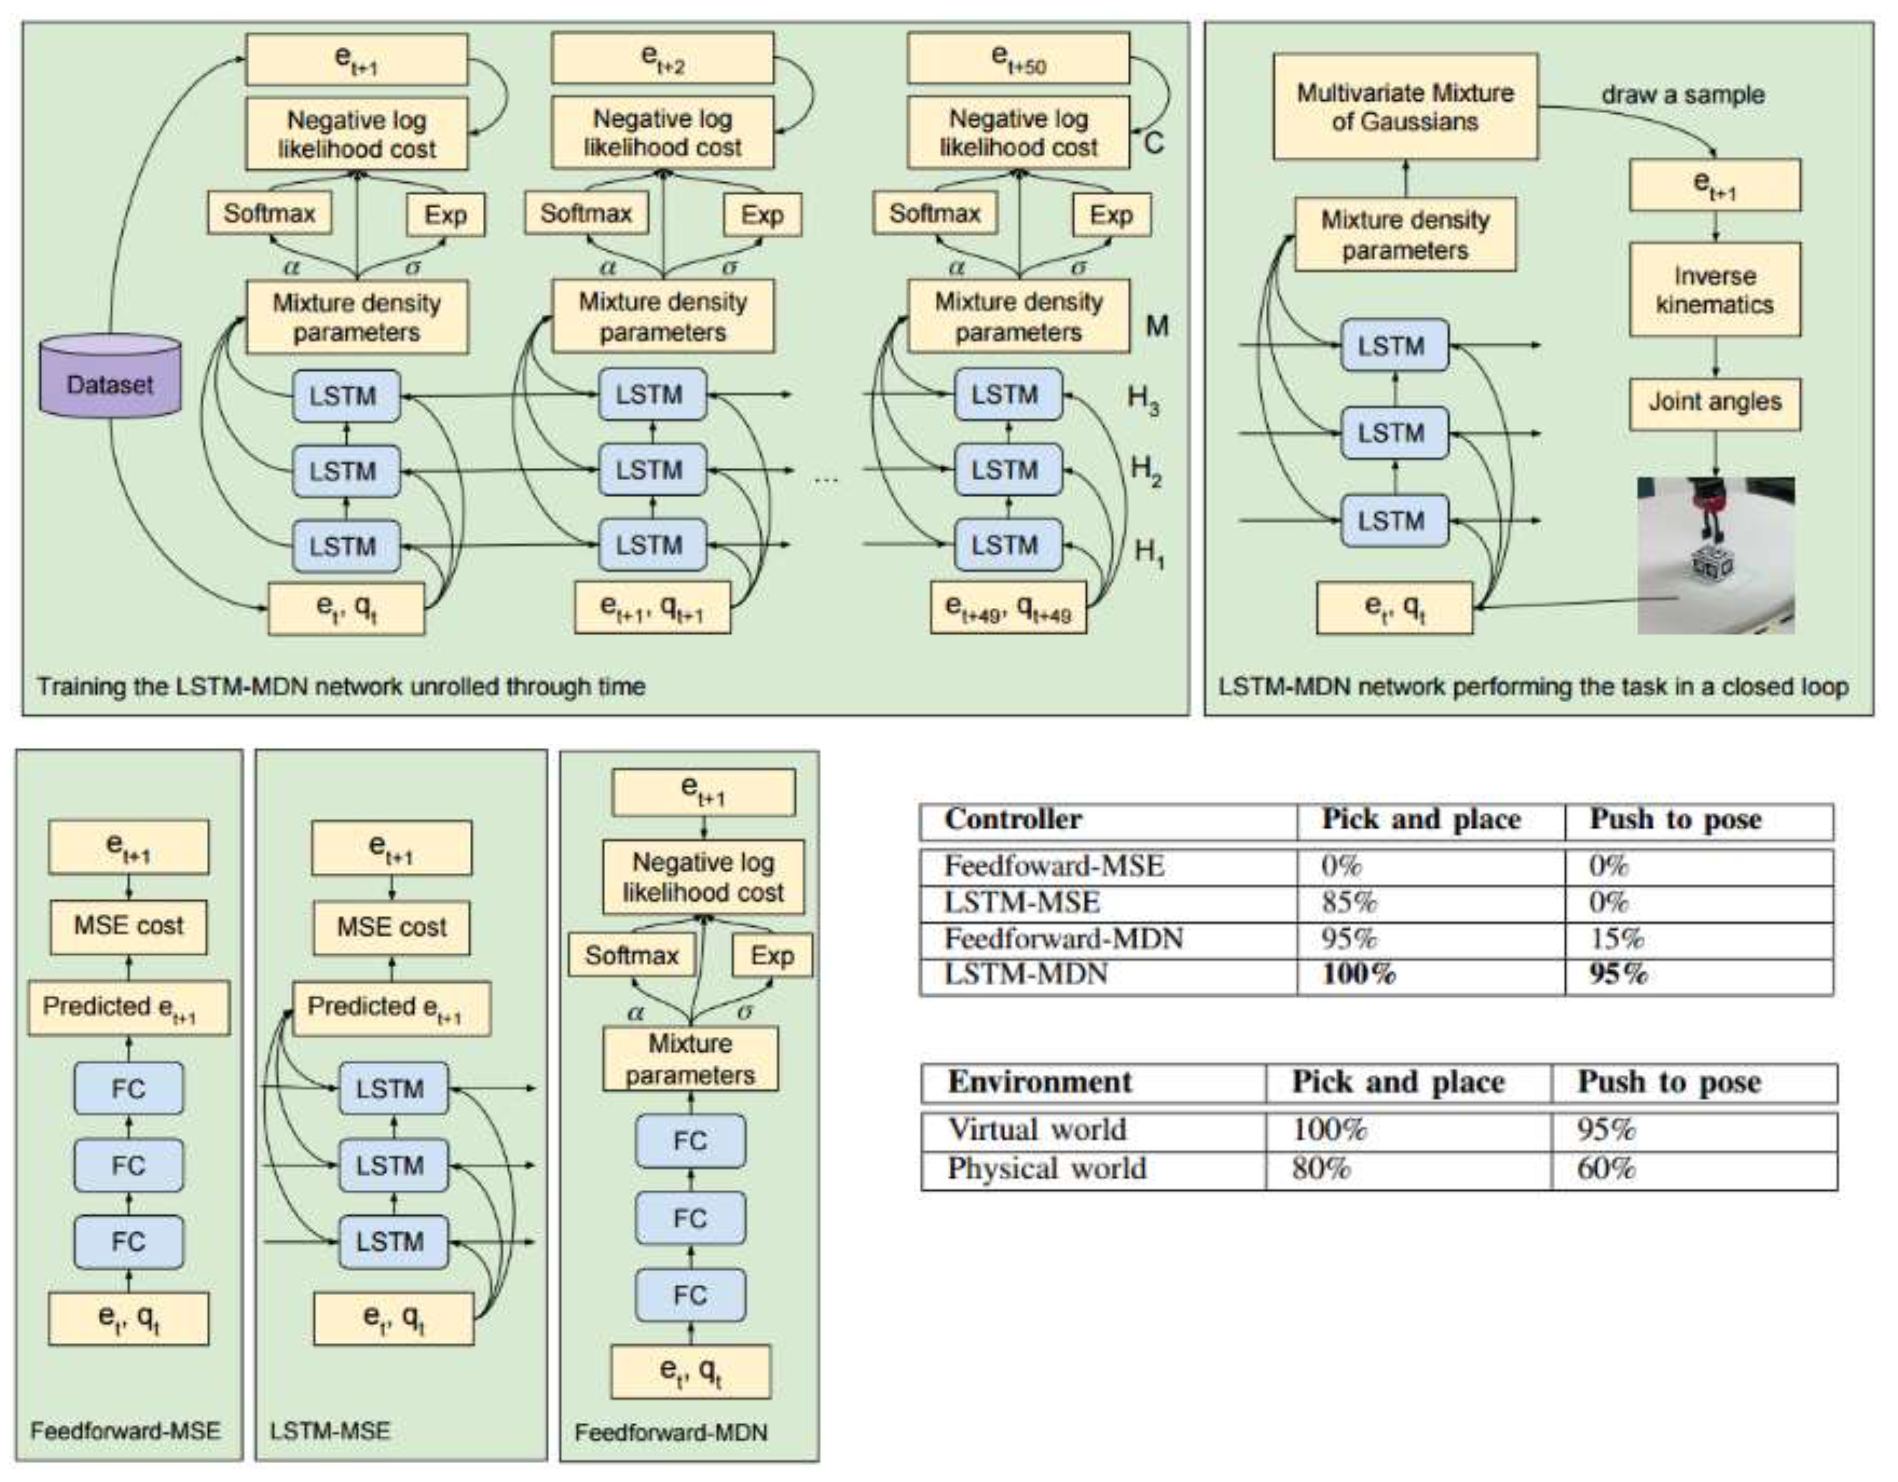 e_{t+1}
Negative log
likelihood cost
Softmax
Exp
α
σ
Mixture density
parameters
LSTM
LSTM
LSTM
e_t, q_t
Dataset
e_{t+2}
Negative log
likelihood cost
Softmax
Exp
α
σ
Mixture density
parameters
LSTM
LSTM
LSTM
e_{t+1}, q_{t+1}
...
e_{t+50}
Negative log
likelihood cost
C
Softmax
Exp
α
σ
Mixture density
parameters
M
LSTM
H_3
LSTM
H_2
LSTM
H_1
e_{t+49}, q_{t+49}
Training the LSTM-MDN network unrolled through time
Multivariate Mixture
of Gaussians
draw a sample
e_{t+1}
Mixture density
parameters
Inverse
kinematics
LSTM
Joint angles
LSTM
LSTM
e_t, q_t
LSTM-MDN network performing the task in a closed loop
e_{t+1}
MSE cost
Predicted e_{t+1}
FC
FC
FC
e_t, q_t
Feedforward-MSE
e_{t+1}
MSE cost
Predicted e_{t+1}
LSTM
LSTM
LSTM
e_t, q_t
LSTM-MSE
e_{t+1}
Negative log
likelihood cost
Softmax
Exp
α
σ
Mixture
parameters
FC
FC
FC
e_t, q_t
Feedforward-MDN
Controller Pick and place Push to pose
Feedfoward-MSE 0% 0%
LSTM-MSE 85% 0%
Feedforward-MDN 95% 15%
LSTM-MDN 100% 95%
Environment Pick and place Push to pose
Virtual world 100% 95%
Physical world 80% 60%